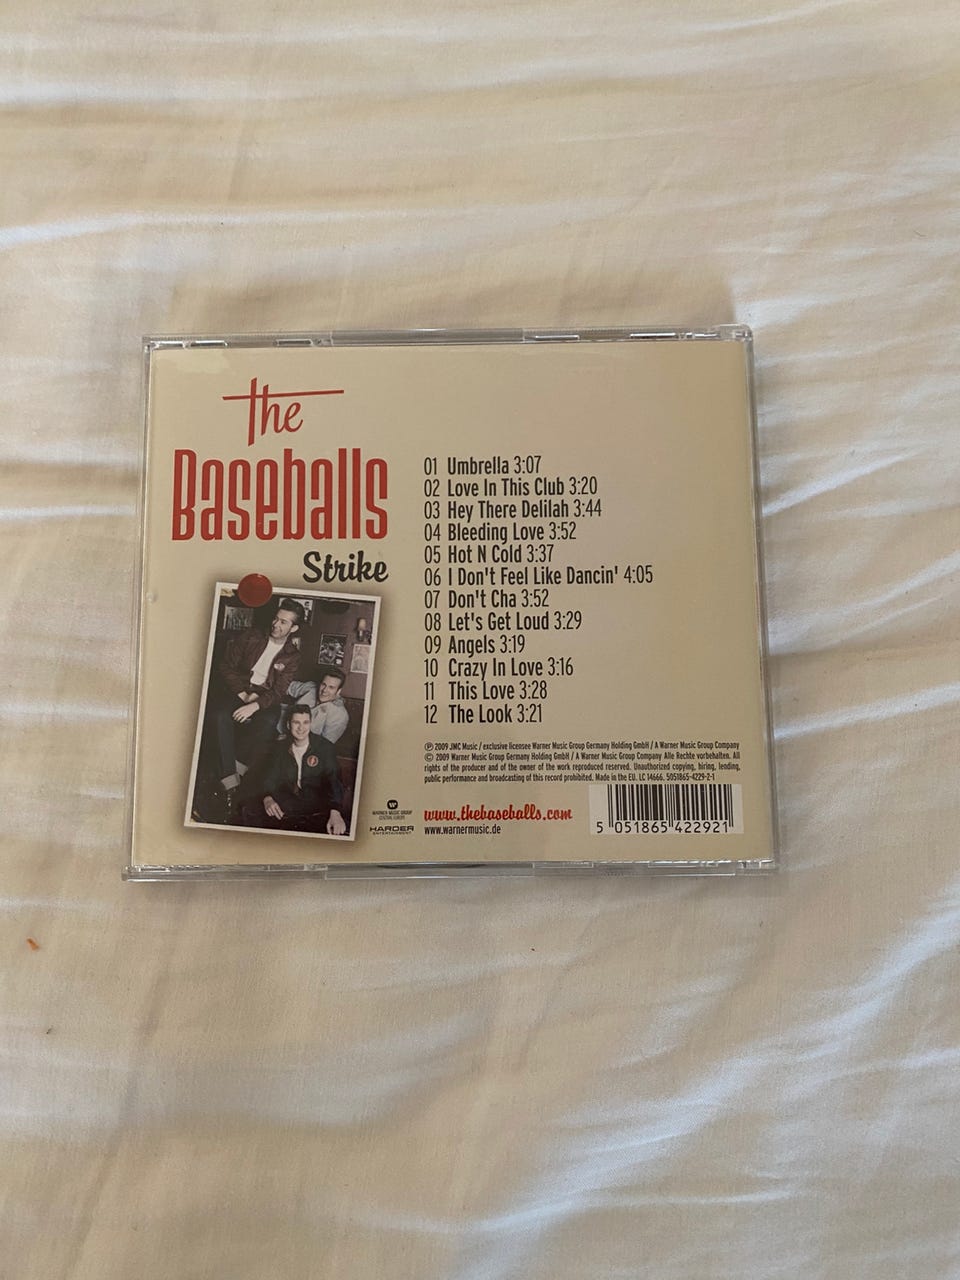 the
Baseballs
Strike
01 Umbrella 3:07
02 Love In This Club 3:20
03 Hey There Delilah 3:44
04 Bleeding Love 3:52
05 Hot N Cold 3:37
06 I Don't Feel Like Dancin' 4:05
07 Don't Cha 3:52
08 Let's Get Loud 3:29
09 Angels 3:19
10 Crazy In Love 3:16
11 This Love 3:28
12 The Look 3:21
℗ 2009 JMC Music / exclusive licensee Warner Music Group Germany Holding GmbH / A Warner Music Group Company
© 2009 Warner Music Group Germany Holding GmbH / A Warner Music Group Company Alle Rechte vorbehalten. All
rights of the producer and of the owner of the work reproduced reserved. Unauthorized copying, hiring, lending,
public performance and broadcasting of this record prohibited. Made in the EU. LC 14666. 5051865-4229-2-1
WARNER MUSIC GROUP
CENTRAL EUROPE
HARDER
ENTERTAINMENT
www.thebaseballs.com
www.warnermusic.de
5 051865 422921